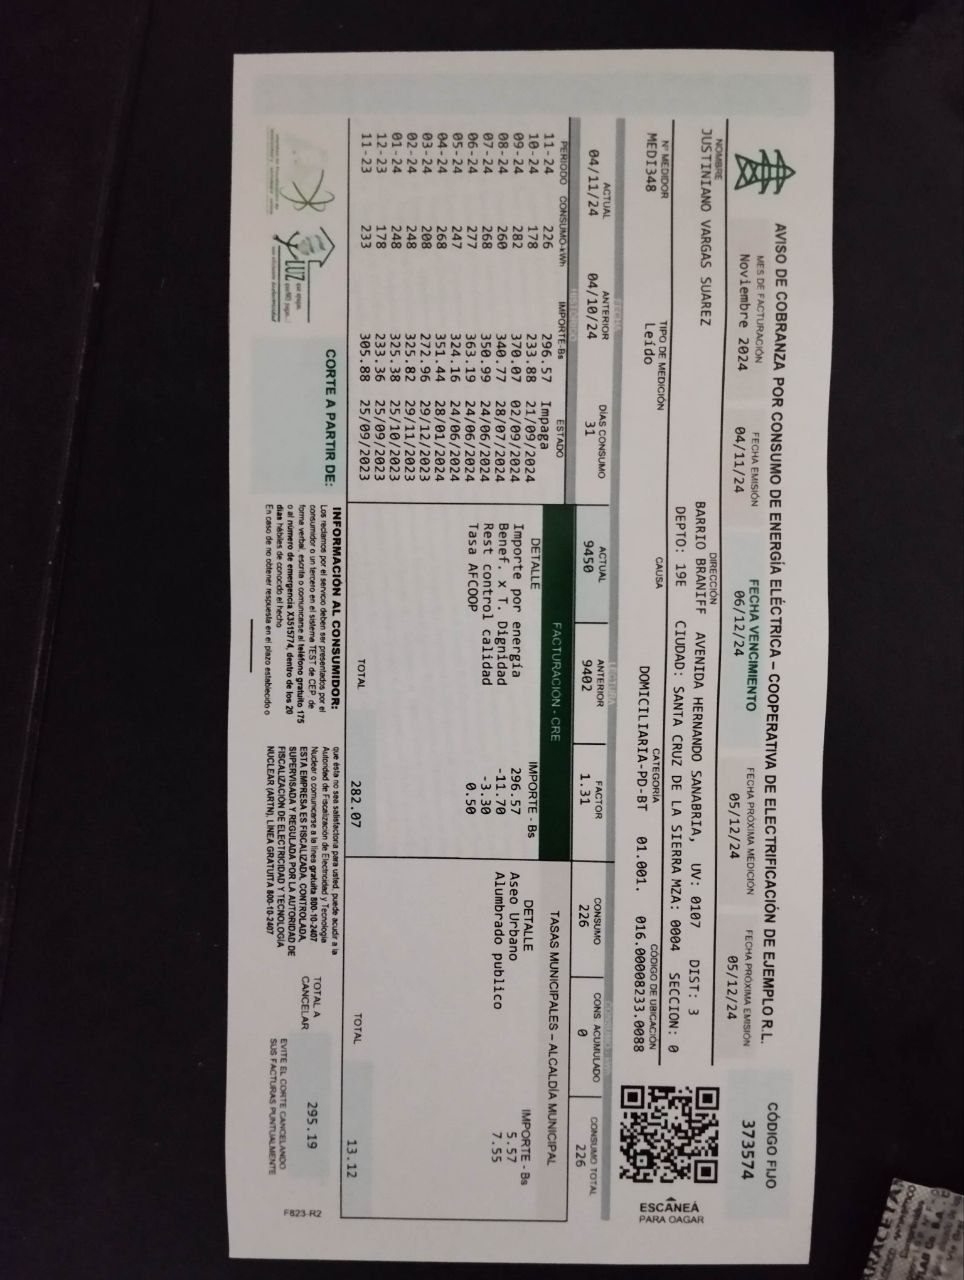 AVISO DE COBRANZA POR CONSUMO DE ENERGÍA ELÉCTRICA – COOPERATIVA DE ELECTRIFICACIÓN DE EJEMPLO R.L.
CÓDIGO FIJO
373574
MES DE FACTURACIÓN FECHA EMISIÓN FECHA VENCIMIENTO FECHA PRÓXIMA MEDICIÓN FECHA PRÓXIMA EMISIÓN
Noviembre 2024 04/11/24 06/12/24 05/12/24 05/12/24
NOMBRE DIRECCIÓN
JUSTINIANO VARGAS SUAREZ BARRIO BRANIFF AVENIDA HERNANDO SANABRIA, UV: 0107 DIST: 3
DEPTO: 19E CIUDAD: SANTA CRUZ DE LA SIERRA MZA: 0004 SECCION: 0
Nº MEDIDOR TIPO DE MEDICIÓN CAUSA CATEGORÍA CÓDIGO DE UBICACIÓN
MEDI348 Leído DOMICILIARIA-PD-BT 01.001. 016.00008233.0088
ESCANEÁ
PARA OAGAR
FECHA LECTURA
ACTUAL ANTERIOR DÍAS CONSUMO ACTUAL ANTERIOR FACTOR CONSUMO CONS ACUMULADO CONSUMO TOTAL
04/11/24 04/10/24 31 9450 9402 1.31 226 0 226
PERIODO CONSUMO-kWh IMPORTE-Bs ESTADO
11-24 226 296.57 Impaga
10-24 178 233.88 21/09/2024
09-24 282 370.07 02/09/2024
08-24 260 340.77 28/07/2024
07-24 268 350.99 24/06/2024
06-24 277 363.19 24/06/2024
05-24 247 324.16 24/06/2024
04-24 268 351.44 28/01/2024
03-24 208 272.96 29/12/2023
02-24 248 325.82 29/11/2023
01-24 248 325.38 25/10/2023
12-23 178 233.36 25/09/2023
11-23 233 305.88 25/09/2023
FACTURACIÓN - CRE
DETALLE IMPORTE - Bs
Importe por energía 296.57
Benef. x T. Dignidad -11.70
Rest control calidad -3.30
Tasa AFCOOP 0.50
TOTAL 282.07
TASAS MUNICIPALES – ALCALDÍA MUNICIPAL
DETALLE IMPORTE - Bs
Aseo Urbano 5.57
Alumbrado publico 7.55
TOTAL 13.12
LUZ
CORTE A PARTIR DE:
INFORMACIÓN AL CONSUMIDOR:
Los reclamos por el servicio deben ser presentados por el
consumidor o un tercero en el sistema TEST de CEP, de
forma verbal, escrita o comunicarse al teléfono gratuito 175
o al número de emergencia X3515774, dentro de los 20
días hábiles de conocido el hecho
En caso de no obtener respuesta en el plazo establecido o
que ésta no sea satisfactoria para usted, puede acudir a la
Autoridad de Fiscalización de Electricidad y Tecnología
Nuclear o comunicarse a la línea gratuita 800-10-2407
ESTA EMPRESA ES FISCALIZADA, CONTROLADA,
SUPERVISADA Y REGULADA POR LA AUTORIDAD DE
FISCALIZACIÓN DE ELECTRICIDAD Y TECNOLOGÍA
NUCLEAR (ARTN), LÍNEA GRATUITA 800-10-2407
TOTAL A
CANCELAR
295.19
EVITE EL CORTE CANCELANDO
SUS FACTURAS PUNTUALMENTE
F823-R2